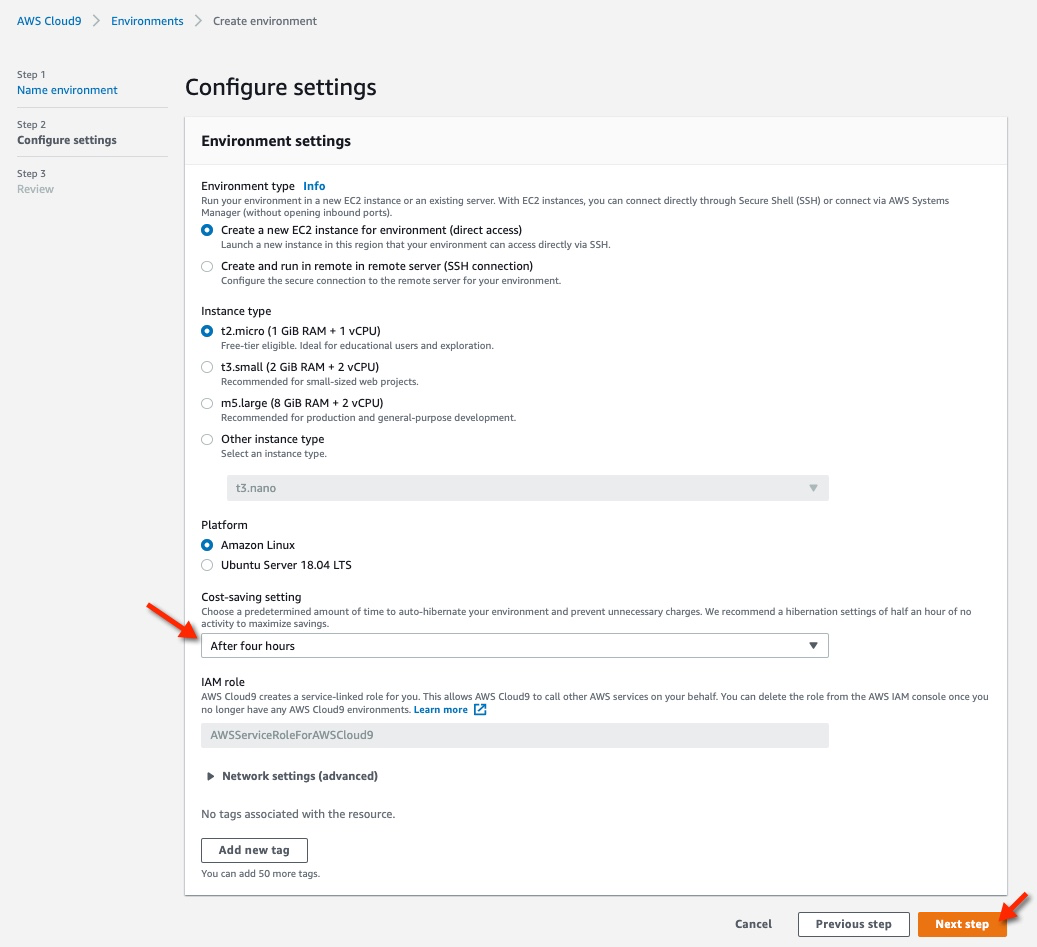 AWS Cloud9 > Environments > Create environment
Step 1
Name environment
Step 2
Configure settings
Step 3
Review
Configure settings
Environment settings
Environment type Info
Run your environment in a new EC2 instance or an existing server. With EC2 instances, you can connect directly through Secure Shell (SSH) or connect via AWS Systems
Manager (without opening inbound ports).
Create a new EC2 instance for environment (direct access)
Launch a new instance in this region that your environment can access directly via SSH.
Create and run in remote in remote server (SSH connection)
Configure the secure connection to the remote server for your environment.
Instance type
t2.micro (1 GiB RAM + 1 vCPU)
Free-tier eligible. Ideal for educational users and exploration.
t3.small (2 GiB RAM + 2 vCPU)
Recommended for small-sized web projects.
m5.large (8 GiB RAM + 2 vCPU)
Recommended for production and general-purpose development.
Other instance type
Select an instance type.
t3.nano
Platform
Amazon Linux
Ubuntu Server 18.04 LTS
Cost-saving setting
Choose a predetermined amount of time to auto-hibernate your environment and prevent unnecessary charges. We recommend a hibernation settings of half an hour of no
activity to maximize savings.
After four hours
IAM role
AWS Cloud9 creates a service-linked role for you. This allows AWS Cloud9 to call other AWS services on your behalf. You can delete the role from the AWS IAM console once you
no longer have any AWS Cloud9 environments. Learn more
AWSServiceRoleForAWSCloud9
Network settings (advanced)
No tags associated with the resource.
Add new tag
You can add 50 more tags.
Cancel Previous step Next step